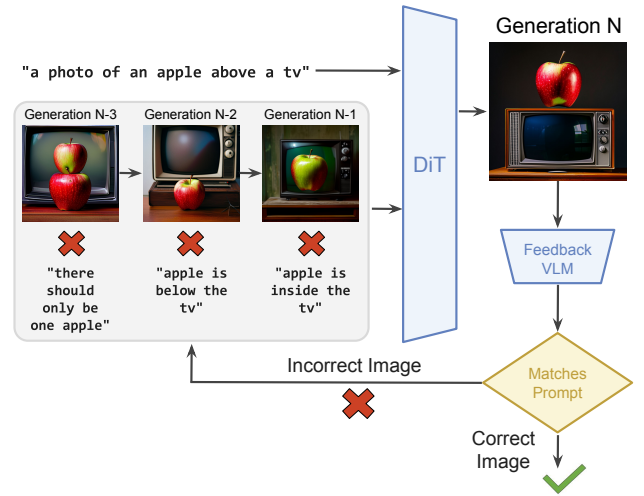 Generation N
"a photo of an apple above a tv"
Generation N-3
Generation N-2
Generation N-1
DiT
"there
should
only be
one apple"
"apple is
below the
tv"
"apple is
inside the
tv"
Feedback
VLM
Incorrect Image
Matches
Prompt
Correct
Image